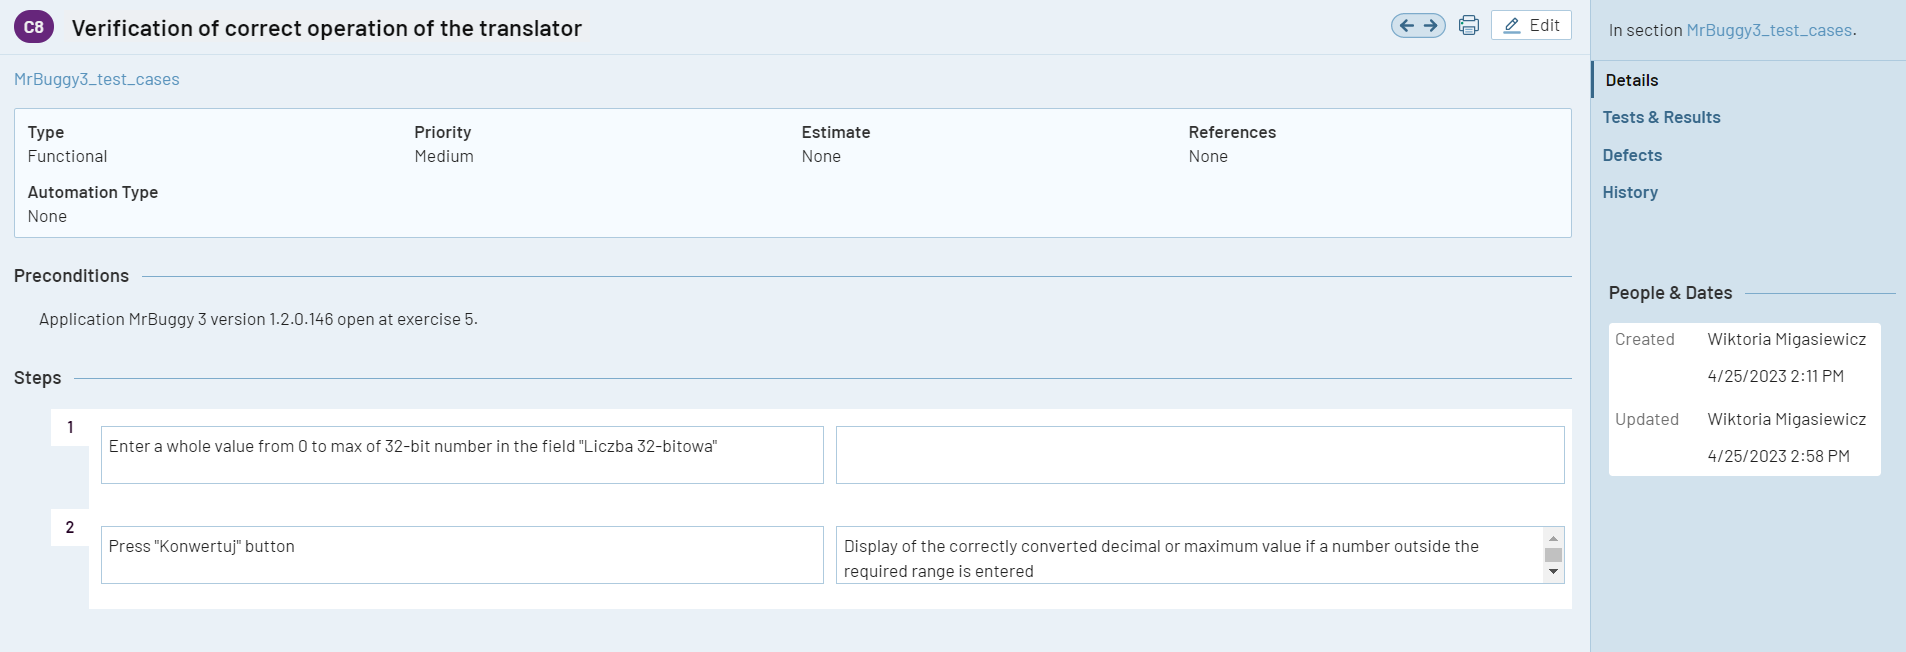 C8
Verification of correct operation of the translator
Edit
MrBuggy3_test_cases
Type
Functional
Priority
Medium
Estimate
None
References
None
Automation Type
None
Preconditions
Application MrBuggy 3 version 1.2.0.146 open at exercise 5.
Steps
1
Enter a whole value from 0 to max of 32-bit number in the field "Liczba 32-bitowa"
2
Press "Konwertuj" button
Display of the correctly converted decimal or maximum value if a number outside the
required range is entered
In section MrBuggy3_test_cases.
Details
Tests & Results
Defects
History
People & Dates
Created
Wiktoria Migasiewicz
4/25/2023 2:11 PM
Updated
Wiktoria Migasiewicz
4/25/2023 2:58 PM